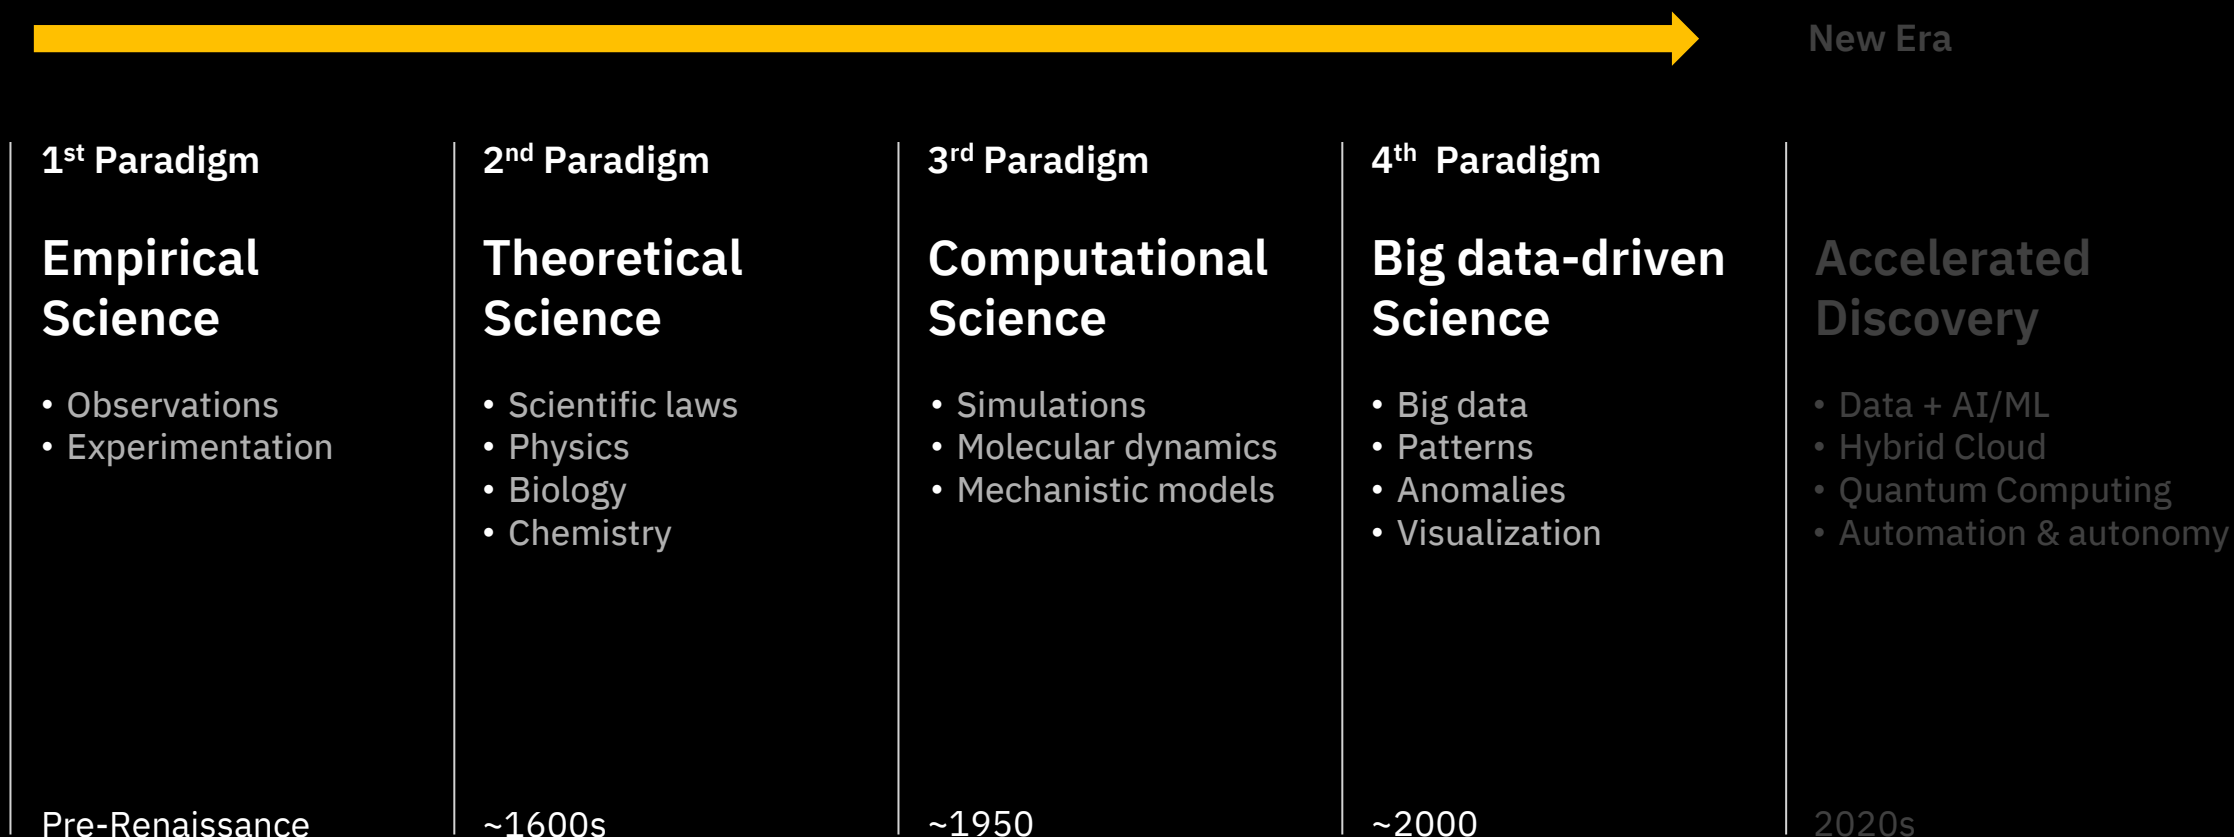 New Era
1st Paradigm
Empirical
Science
• Observations
• Experimentation
Pre-Renaissance
2nd Paradigm
Theoretical
Science
• Scientific laws
• Physics
• Biology
• Chemistry
~1600s
3rd Paradigm
Computational
Science
• Simulations
• Molecular dynamics
• Mechanistic models
~1950
4th Paradigm
Big data-driven
Science
• Big data
• Patterns
• Anomalies
• Visualization
~2000
Accelerated
Discovery
• Data + AI/ML
• Hybrid Cloud
• Quantum Computing
• Automation & autonomy
2020s